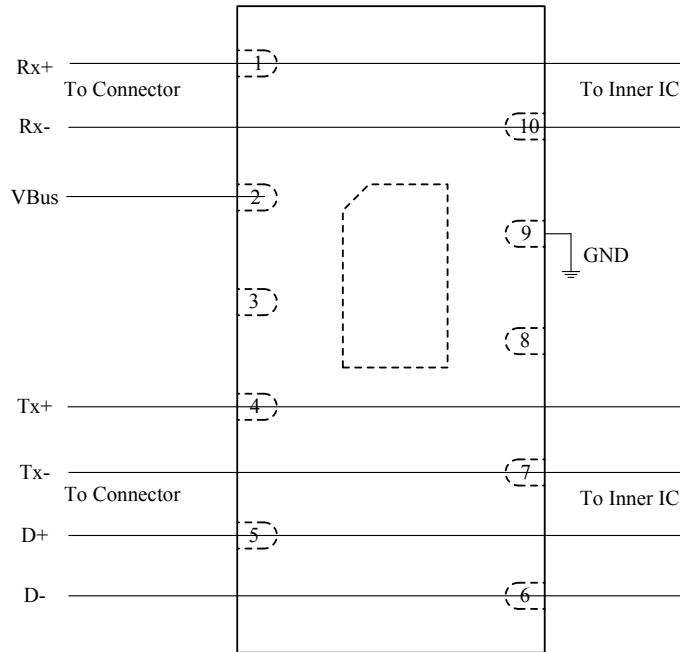 Rx+
1
To Connector
To Inner IC
Rx-
10
VBus
2
9
GND
3
8
Tx+
4
Tx-
7
To Connector
To Inner IC
D+
5
D-
6